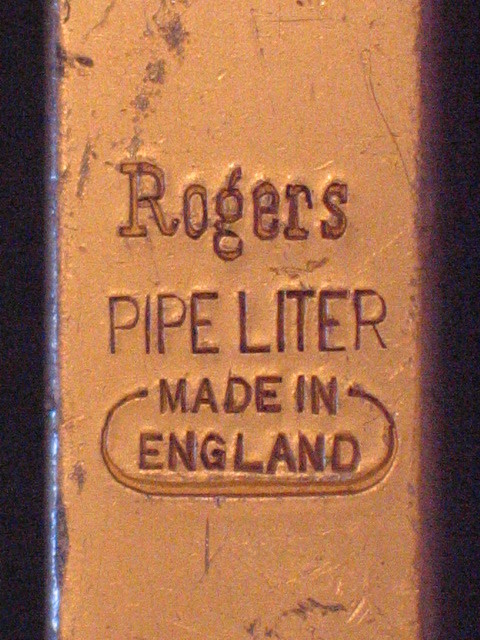 Rogers
PIPE LITER
MADE IN
ENGLAND